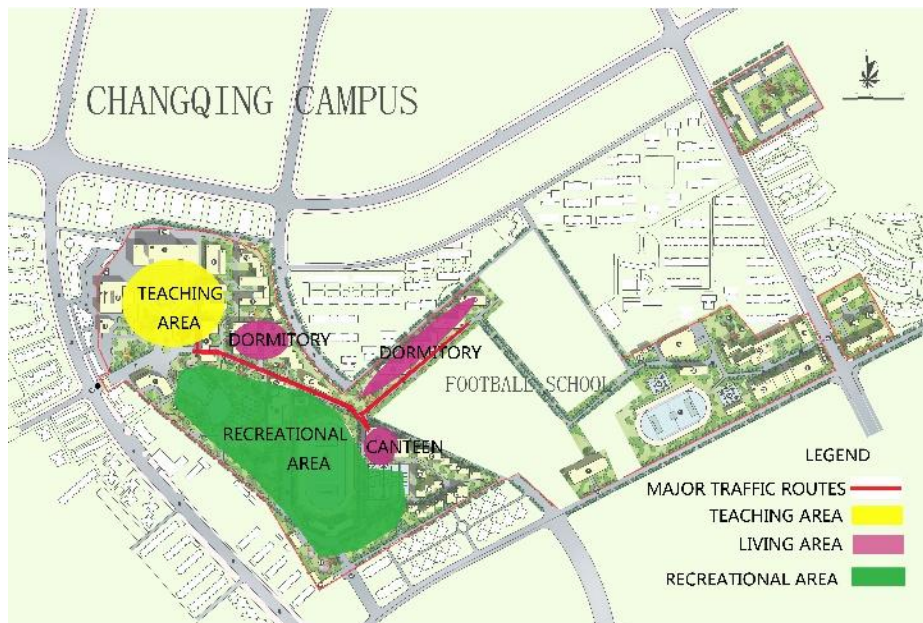 CHANGQING CAMPUS
TEACHING
AREA
DORMITORY
DORMITORY
FOOTBALL SCHOOL
RECREATIONAL
AREA
CANTEEN
LEGEND
MAJOR TRAFFIC ROUTES
TEACHING AREA
LIVING AREA
RECREATIONAL AREA